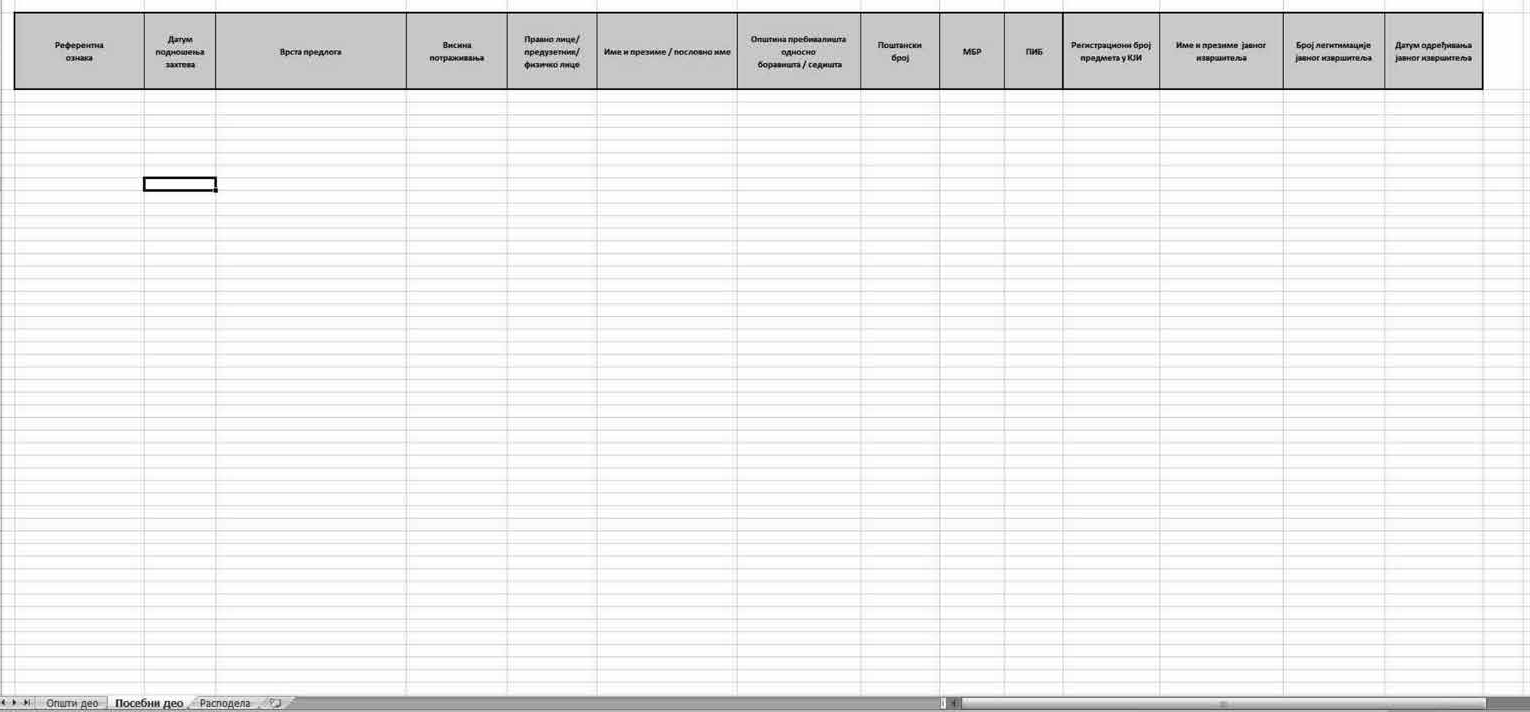 Референтна
ознака
Датум
подношења
захтева
Врста предлога
Висина
потраживања
Правно лице/
предузетник/
физичко лице
Име и презиме / пословно име
Општина пребивалишта
односно
боравишта / седишта
Поштански
број
МБР
ПИБ
Регистрациони број
предмета у КЈИ
Име и презиме јавног
извршитеља
Број легитимације
јавног извршитеља
Датум одређивања
јавног извршитеља
Општи део
Посебни део
Расподела